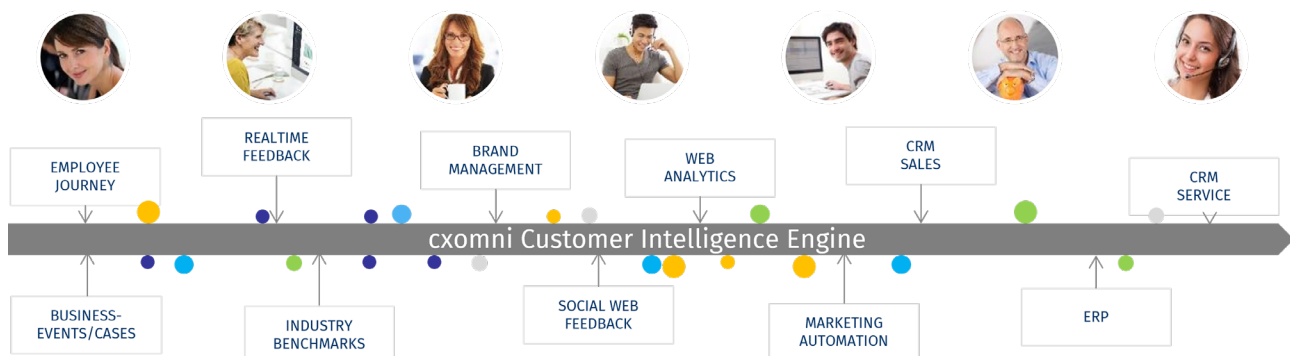 EMPLOYEE
JOURNEY
REALTIME
FEEDBACK
BRAND
MANAGEMENT
WEB
ANALYTICS
CRM
SALES
CRM
SERVICE
cxomni Customer Intelligence Engine
BUSINESS-
EVENTS/CASES
INDUSTRY
BENCHMARKS
SOCIAL WEB
FEEDBACK
MARKETING
AUTOMATION
ERP